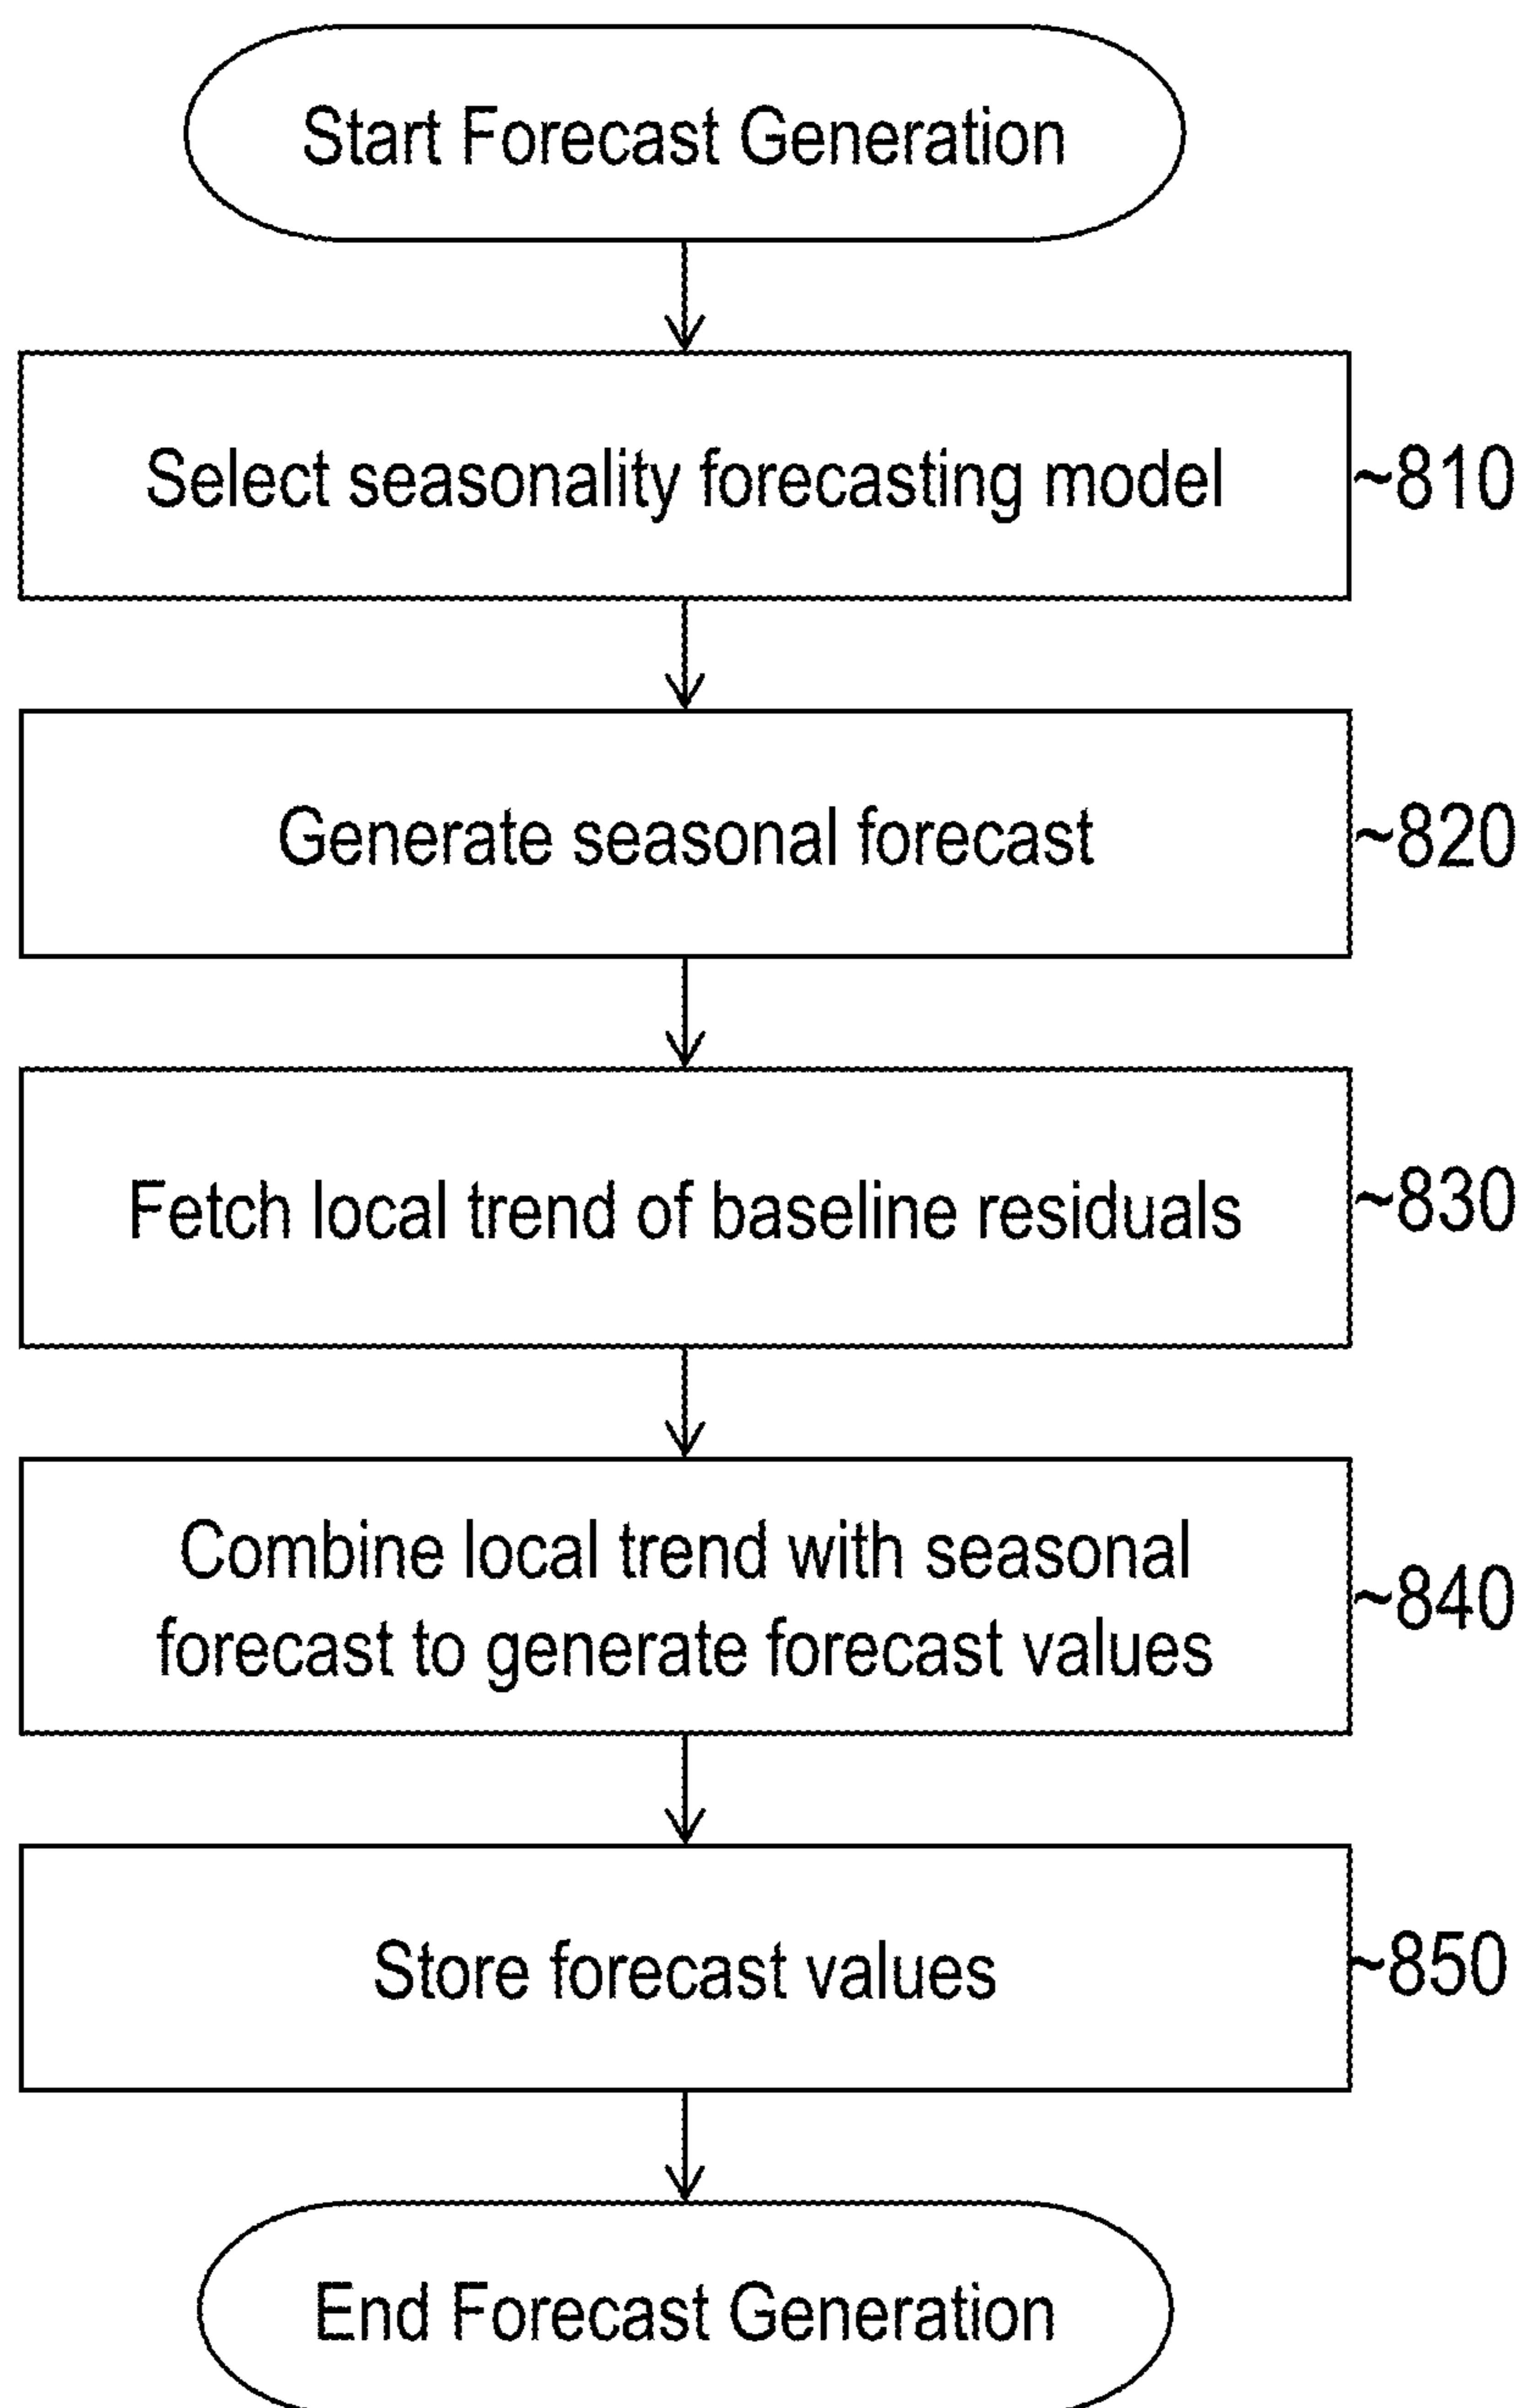 Start Forecast Generation
Select seasonality forecasting model
~810
Generate seasonal forecast
~820
Fetch local trend of baseline residuals
~830
Combine local trend with seasonal
forecast to generate forecast values
~840
Store forecast values
~850
End Forecast Generation